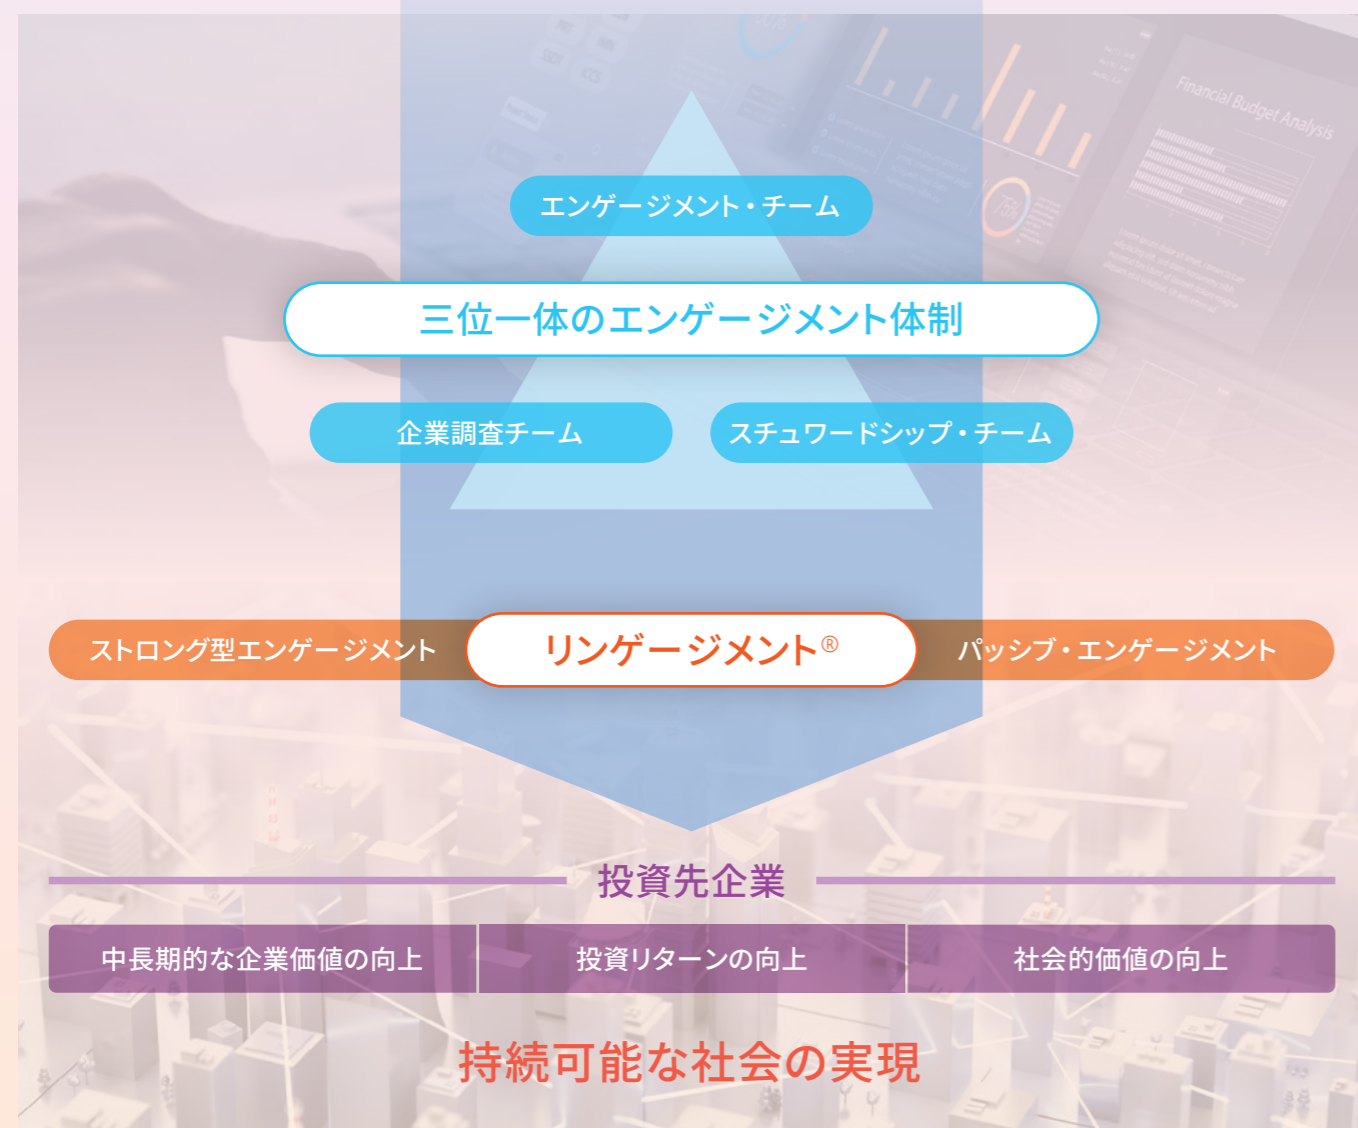 Financial Budget Analysis
エンゲージメント・チーム
三位一体のエンゲージメント体制
企業調査チーム
スチュワードシップ・チーム
ストロング型エンゲージメント
リンゲージメント®
パッシブ・エンゲージメント
投資先企業
中長期的な企業価値の向上
投資リターンの向上
社会的価値の向上
持続可能な社会の実現